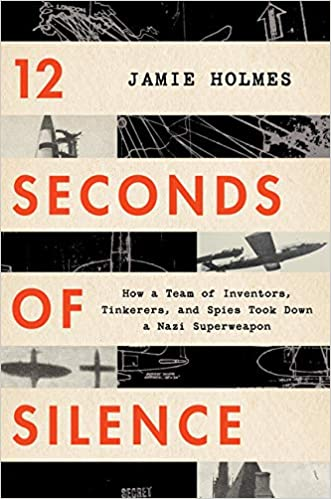 12
JAMIE HOLMES
SECONDS
OF
How a Team of Inventors,
Tinkerers, and Spies Took Down
a Nazi Superweapon
SILENCE
SECRET